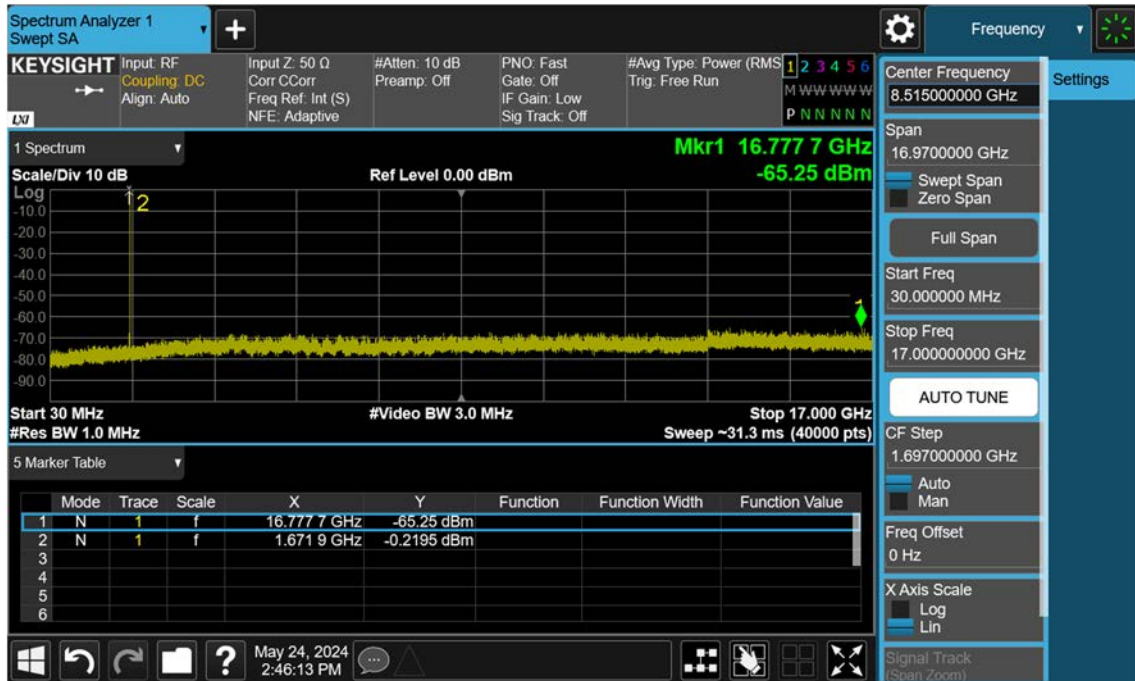 Spectrum Analyzer 1
Swept SA
+
Frequency
KEYSIGHT
LXI
Input: RF
Coupling: DC
Align: Auto
Input Z: 50 Ω
Corr CCorr
Freq Ref: Int (S)
NFE: Adaptive
#Atten: 10 dB
Preamp: Off
PNO: Fast
Gate: Off
IF Gain: Low
Sig Track: Off
#Avg Type: Power (RMS
Trig: Free Run
1 2 3 4 5 6
M W W W W W
P N N N N N
1 Spectrum
Mkr1 16.777 7 GHz
-65.25 dBm
Scale/Div 10 dB
Ref Level 0.00 dBm
Log
2
1
-10.0
-20.0
-30.0
-40.0
-50.0
-60.0
-70.0
-80.0
-90.0
Start 30 MHz
#Video BW 3.0 MHz
Stop 17.000 GHz
#Res BW 1.0 MHz
Sweep ~31.3 ms (40000 pts)
5 Marker Table
Mode Trace Scale X Y Function Function Width Function Value
1 N 1 f 16.777 7 GHz -65.25 dBm
2 N 1 f 1.671 9 GHz -0.2195 dBm
3
4
5
6
May 24, 2024
2:46:13 PM
?
Center Frequency
8.515000000 GHz
Span
16.9700000 GHz
Swept Span
Zero Span
Full Span
Start Freq
30.000000 MHz
Stop Freq
17.000000000 GHz
AUTO TUNE
CF Step
1.697000000 GHz
Auto
Man
Freq Offset
0 Hz
X Axis Scale
Log
Lin
Signal Track
(Span Zoom)
Settings